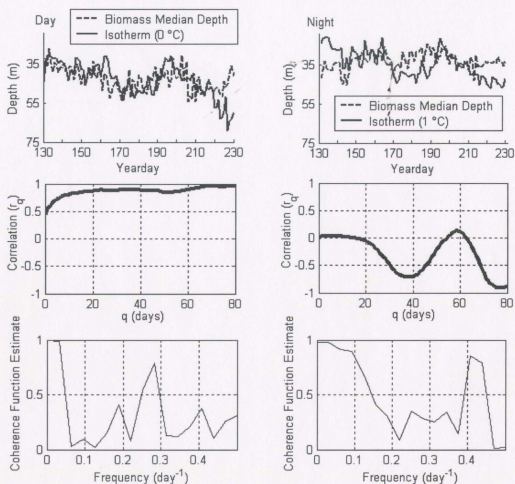 Day
Biomass Median Depth
Isotherm (0 °C)
Depth (m)
35
55
75
130 150 170 190 210 230
Yearday
Night
Depth (m)
35
55
75
Biomass Median Depth
Isotherm (1 °C)
130 150 170 190 210 230
Yearday
Correlation (rq)
1
0.5
0
-0.5
-1
0 20 40 60 80
q (days)
Correlation (rq)
1
0.5
0
-0.5
-1
0 20 40 60 80
q (days)
Coherence Function Estimate
1
0.5
0
0 0.1 0.2 0.3 0.4
Frequency (day-1)
Coherence Function Estimate
1
0.5
0
0 0.1 0.2 0.3 0.4
Frequency (day-1)